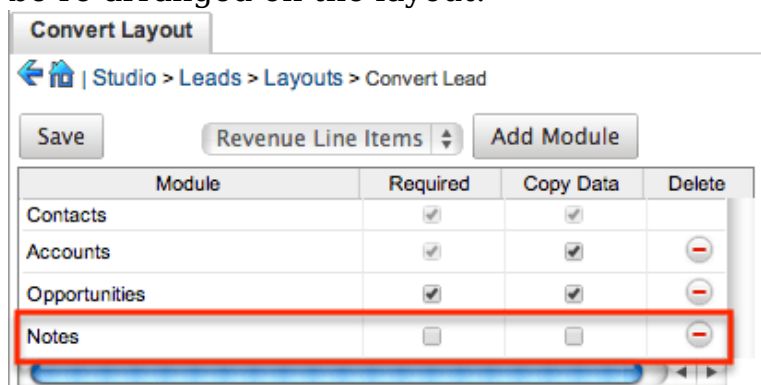 be re-arranged on the layout.
Convert Layout
| Studio > Leads > Layouts > Convert Lead
Save Revenue Line Items Add Module
Module Required Copy Data Delete
Contacts
Accounts
Opportunities
Notes